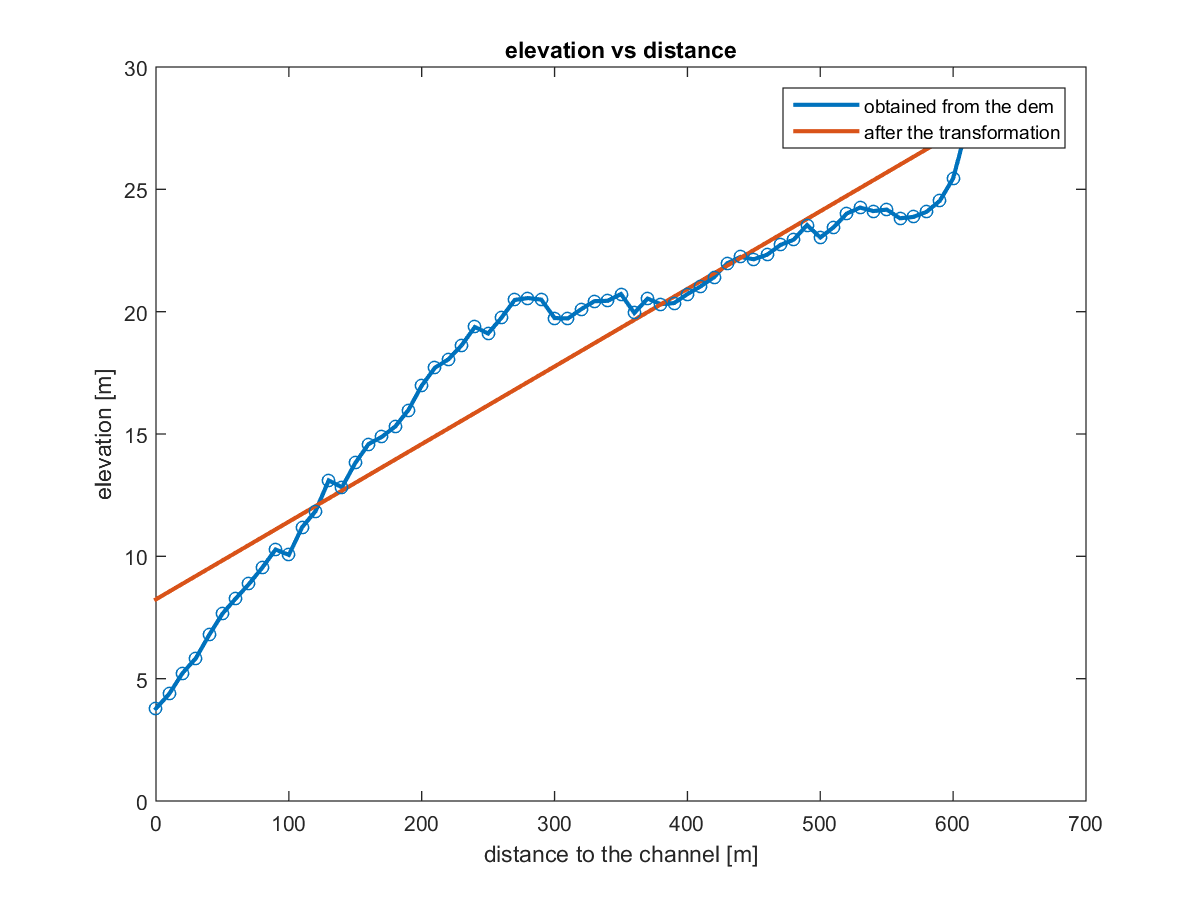 elevation vs distance
30
obtained from the dem
after the transformation
25
20
15
elevation [m]
10
5
0
0 100 200 300 400 500 600 700
distance to the channel [m]